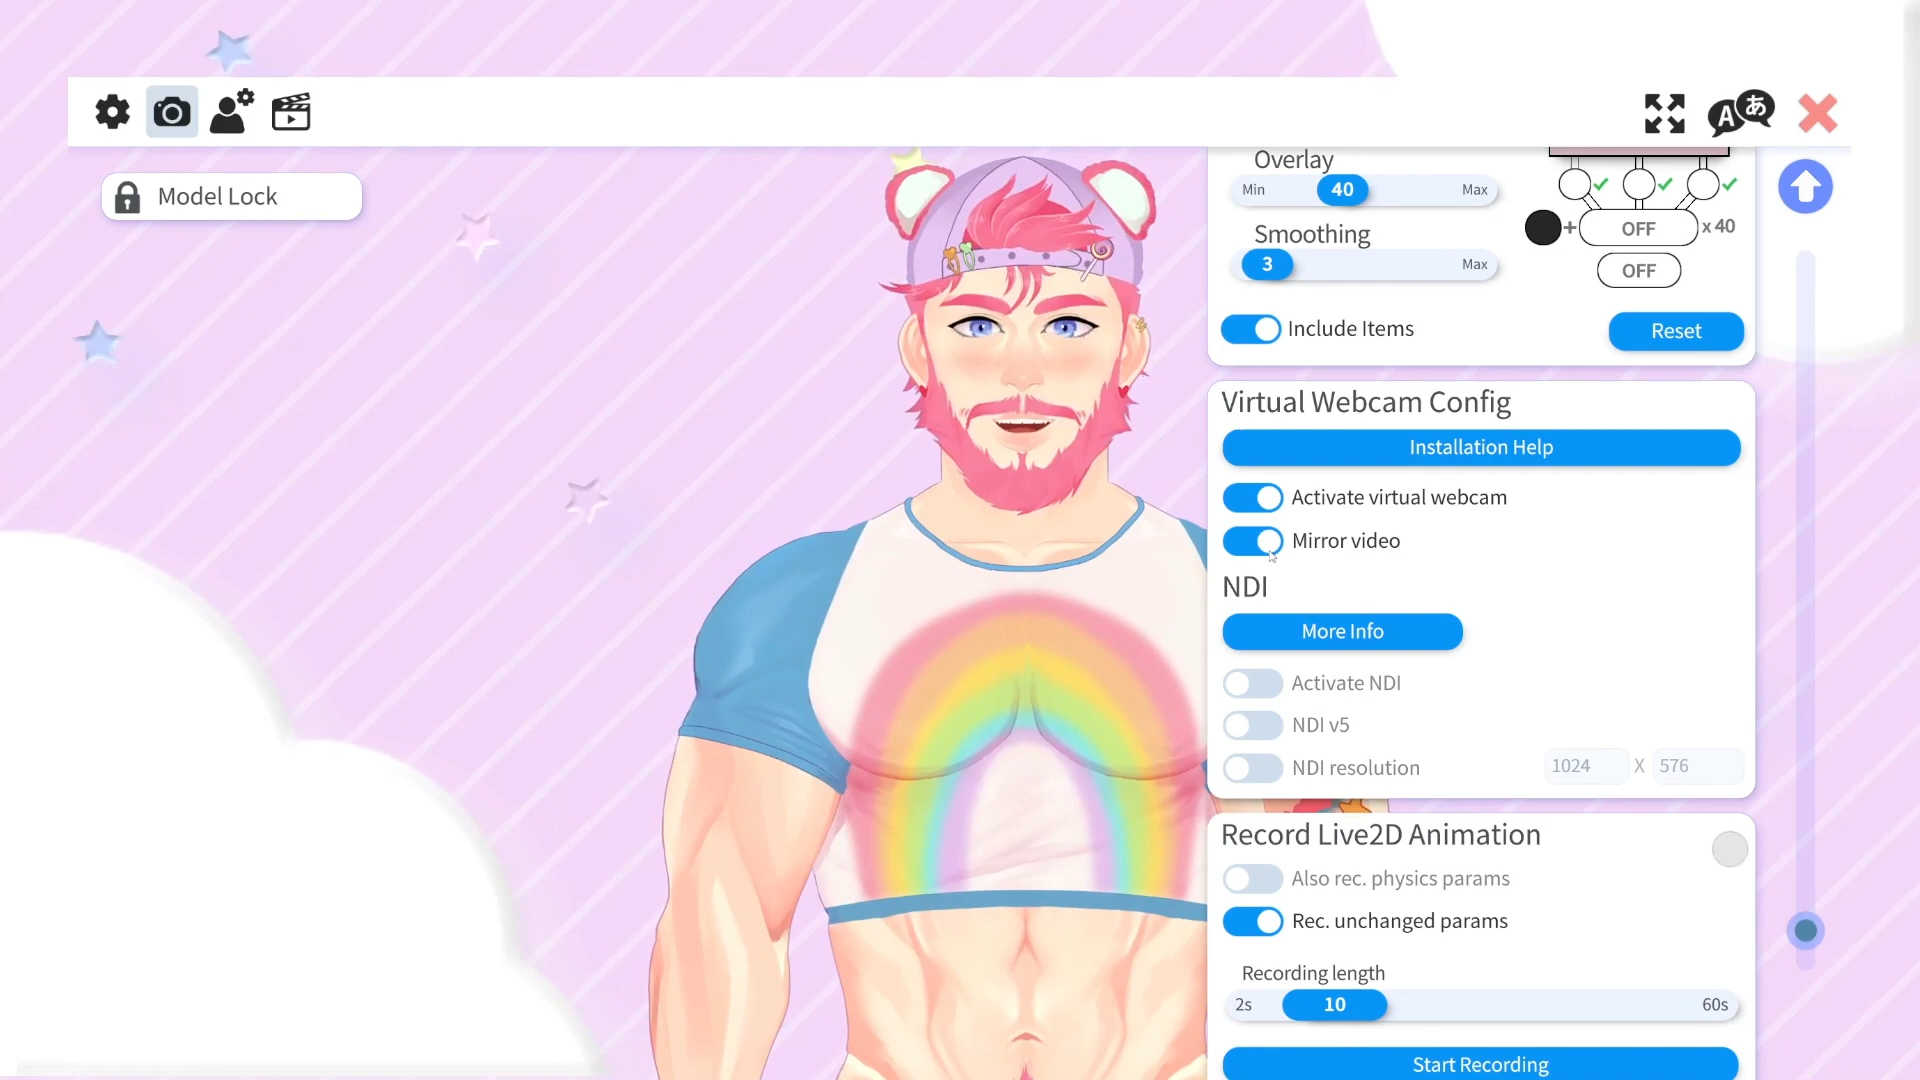 A あ
Model Lock
Overlay
Min 40 Max
OFF x 40
Smoothing
3 Max
OFF
Include Items
Reset
Virtual Webcam Config
Installation Help
Activate virtual webcam
Mirror video
NDI
More Info
Activate NDI
NDI v5
NDI resolution 1024 X 576
Record Live2D Animation
Also rec. physics params
Rec. unchanged params
Recording length
2s 10 60s
Start Recording